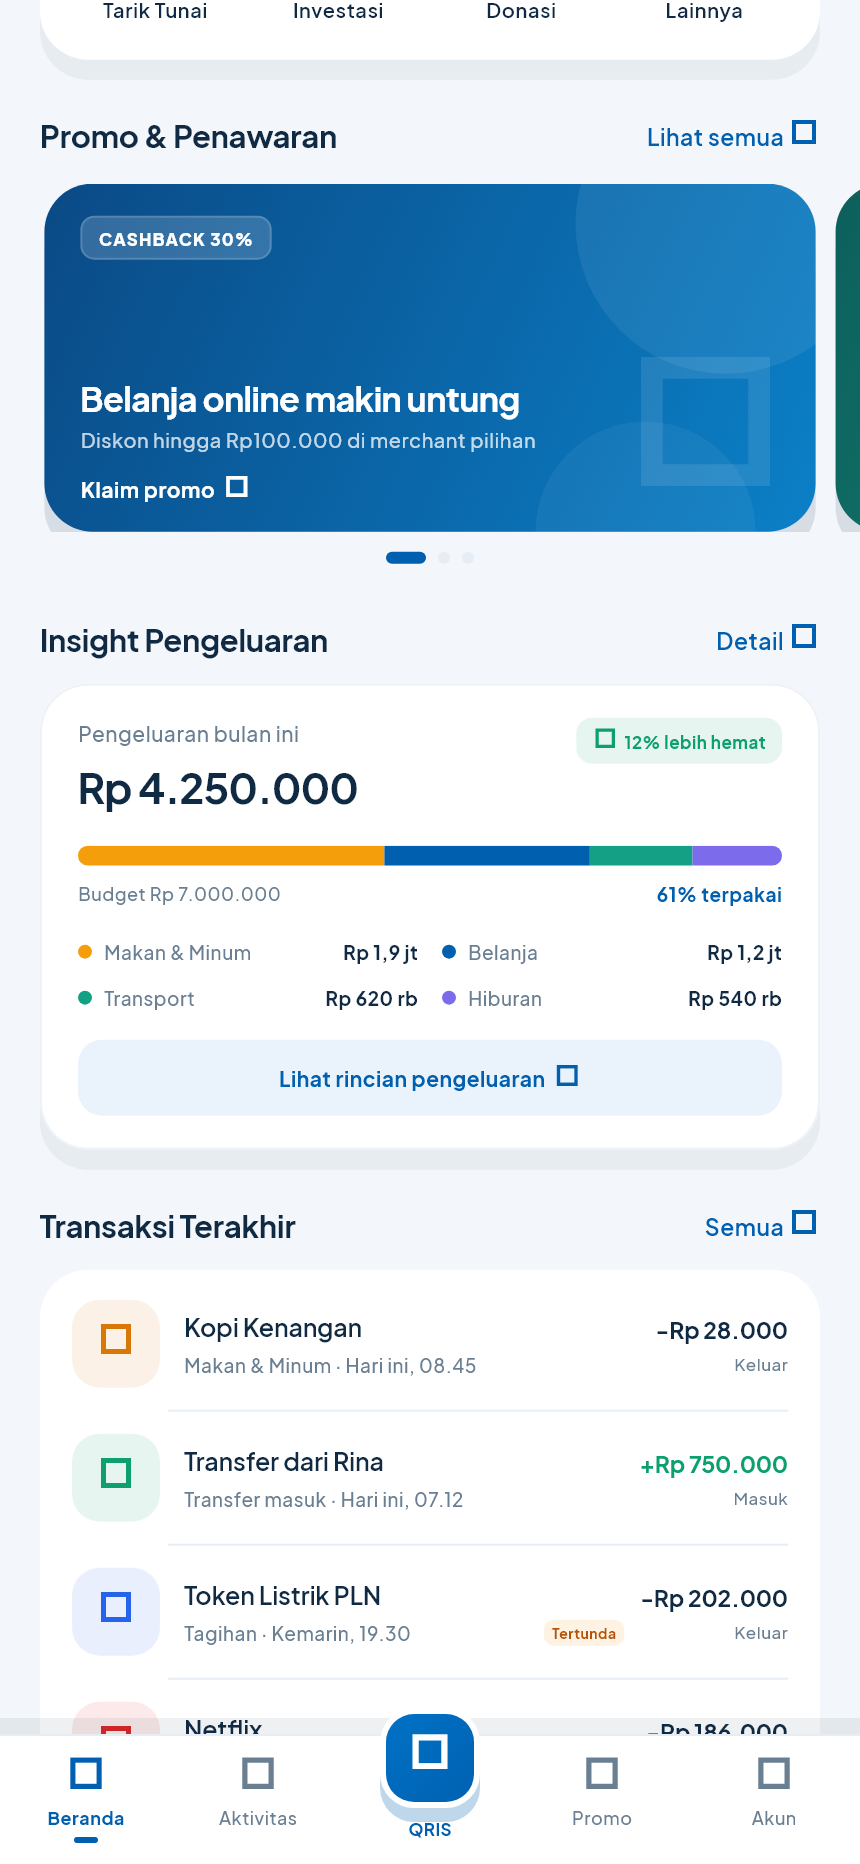 Tarik Tunai Investasi Donasi Lainnya
Promo & Penawaran Lihat semua
CASHBACK 30%
Belanja online makin untung
Diskon hingga Rp100.000 di merchant pilihan
Klaim promo
Insight Pengeluaran Detail
Pengeluaran bulan ini
12% lebih hemat
Rp 4.250.000
Budget Rp 7.000.000 61% terpakai
Makan & Minum Rp 1,9 jt Belanja Rp 1,2 jt
Transport Rp 620 rb Hiburan Rp 540 rb
Lihat rincian pengeluaran
Transaksi Terakhir Semua
Kopi Kenangan -Rp 28.000
Makan & Minum · Hari ini, 08.45 Keluar
Transfer dari Rina +Rp 750.000
Transfer masuk · Hari ini, 07.12 Masuk
Token Listrik PLN -Rp 202.000
Tagihan · Kemarin, 19.30 Tertunda Keluar
Netflix -Rp 186.000
Beranda Aktivitas QRIS Promo Akun